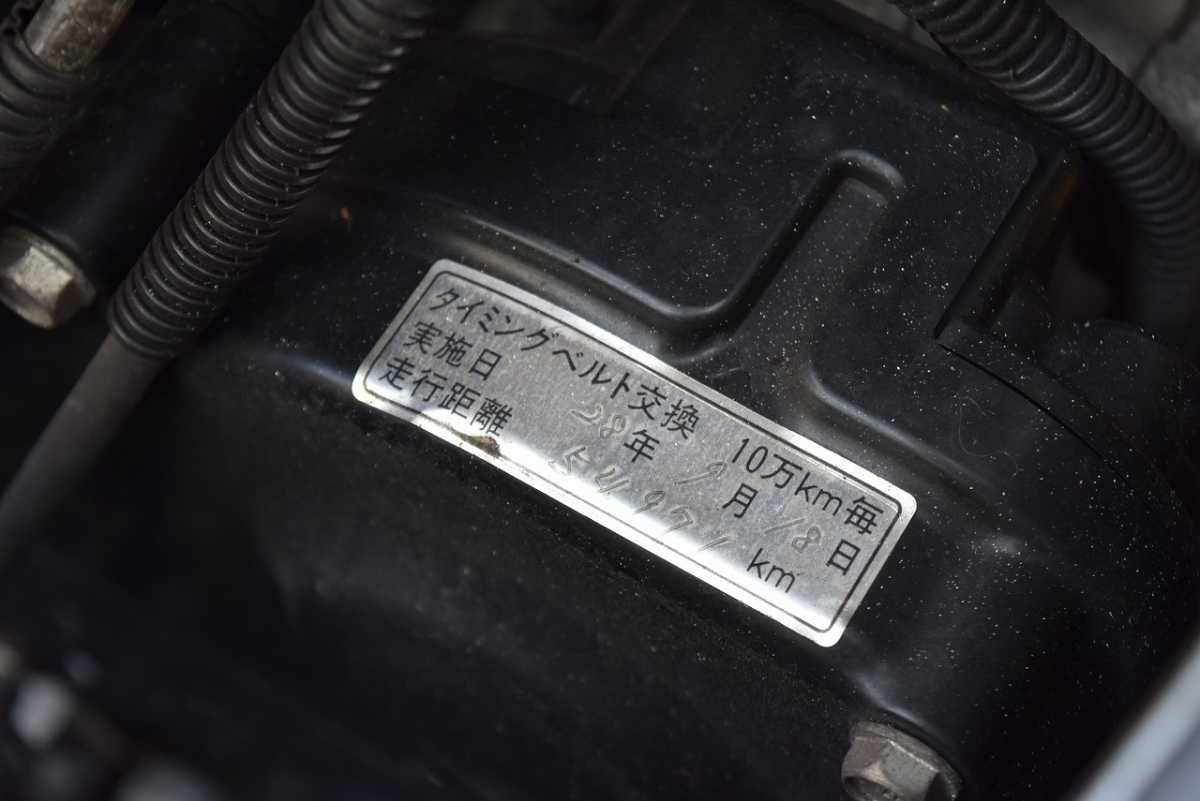 タイミングベルト交換 10万km毎
実施日 28年 9月 18日
走行距離 54971km